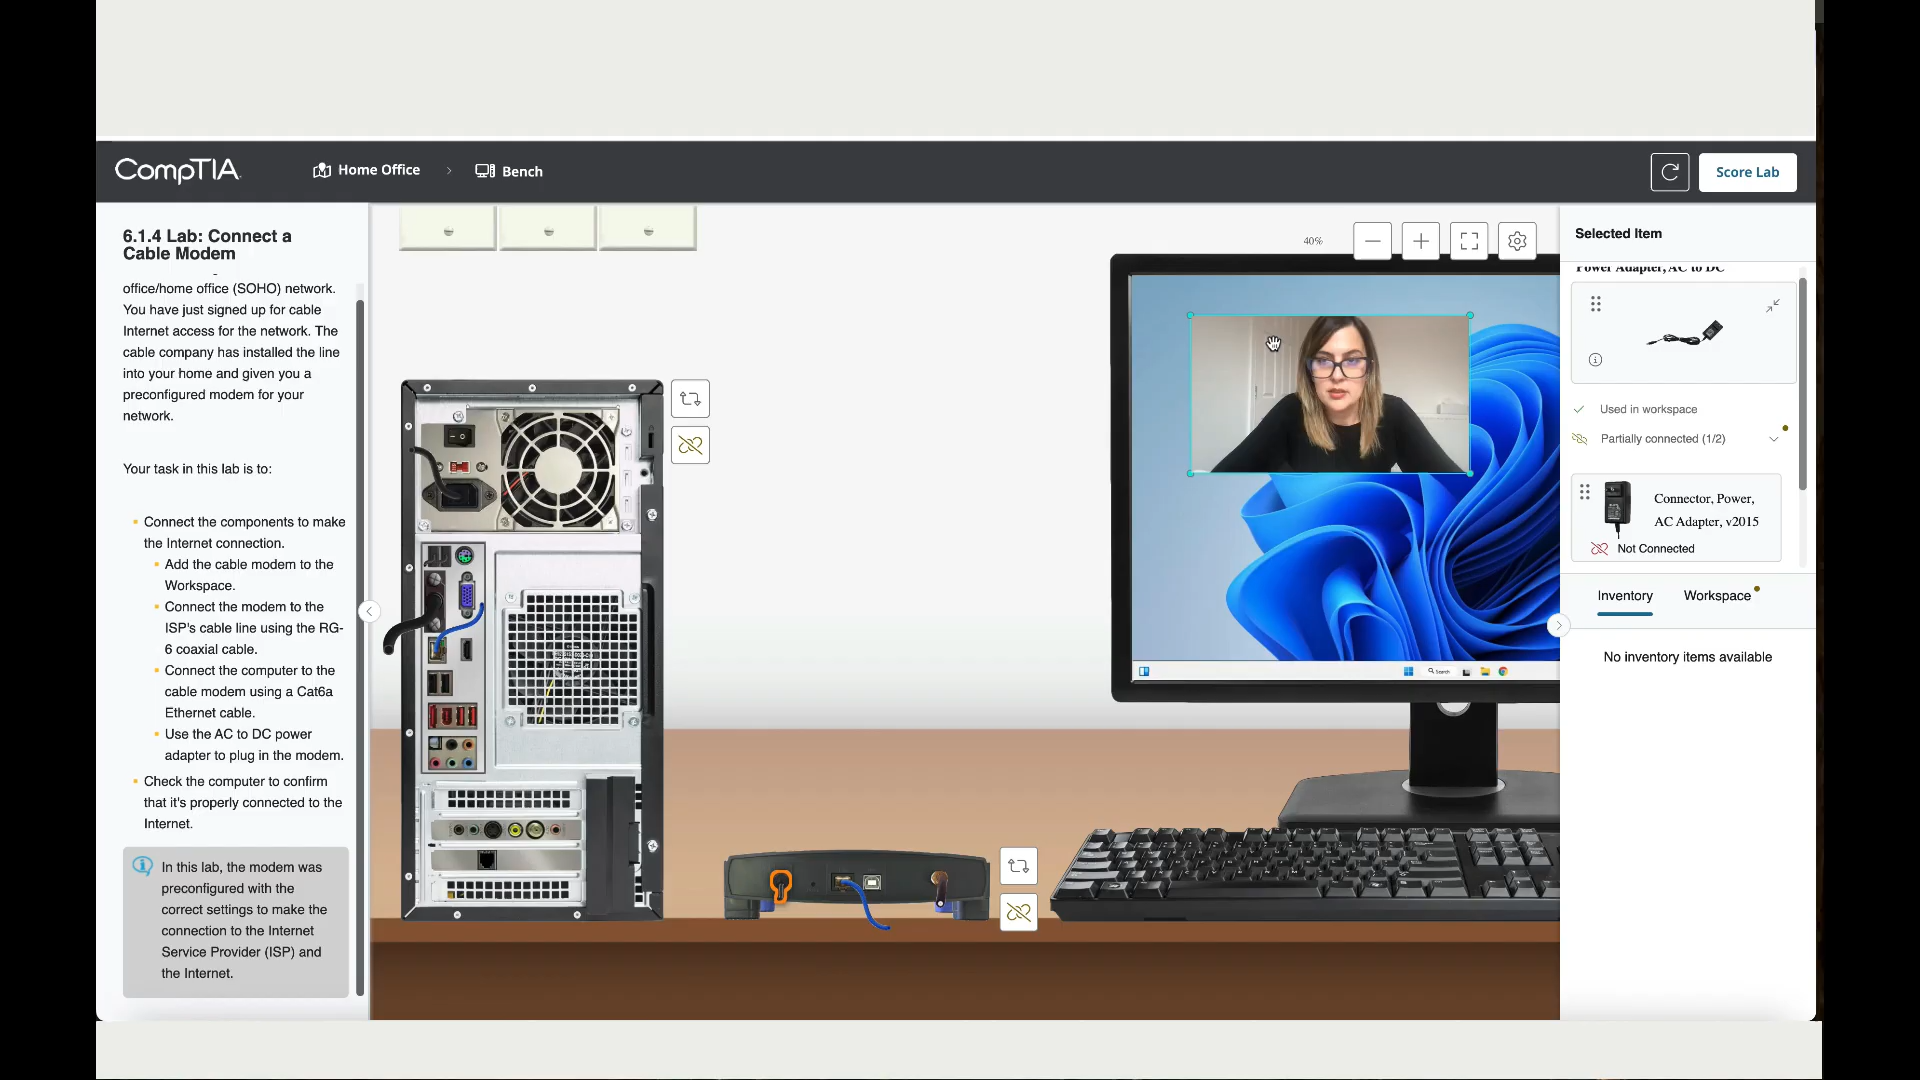 CompTIA.
Home Office
Bench
Score Lab
6.1.4 Lab: Connect a
Cable Modem
office/home office (SOHO) network.
You have just signed up for cable
Internet access for the network. The
cable company has installed the line
into your home and given you a
preconfigured modem for your
network.
Your task in this lab is to:
Connect the components to make
the Internet connection.
Add the cable modem to the
Workspace.
Connect the modem to the
ISP's cable line using the RG-
6 coaxial cable.
Connect the computer to the
cable modem using a Cat6a
Ethernet cable.
Use the AC to DC power
adapter to plug in the modem.
Check the computer to confirm
that it's properly connected to the
Internet.
In this lab, the modem was
preconfigured with the
correct settings to make the
connection to the Internet
Service Provider (ISP) and
the Internet.
40%
Search
Selected Item
Power Adapter, AC to DC
Used in workspace
Partially connected (1/2)
Connector, Power,
AC Adapter, v2015
Not Connected
Inventory
Workspace
No inventory items available